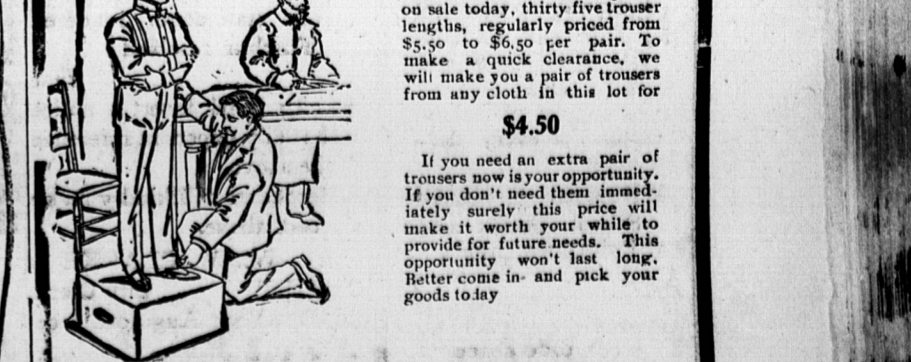 on sale today, thirty five trouser
lengths, regularly priced from
$5.50 to $6.50 per pair. To
make a quick clearance, we
will make you a pair of trousers
from any cloth in this lot for
$4.50
If you need an extra pair of
trousers now is your opportunity.
If you don't need them immed-
iately surely this price will
make it worth your while to
provide for future needs. This
opportunity won't last long.
Better come in and pick your
goods today